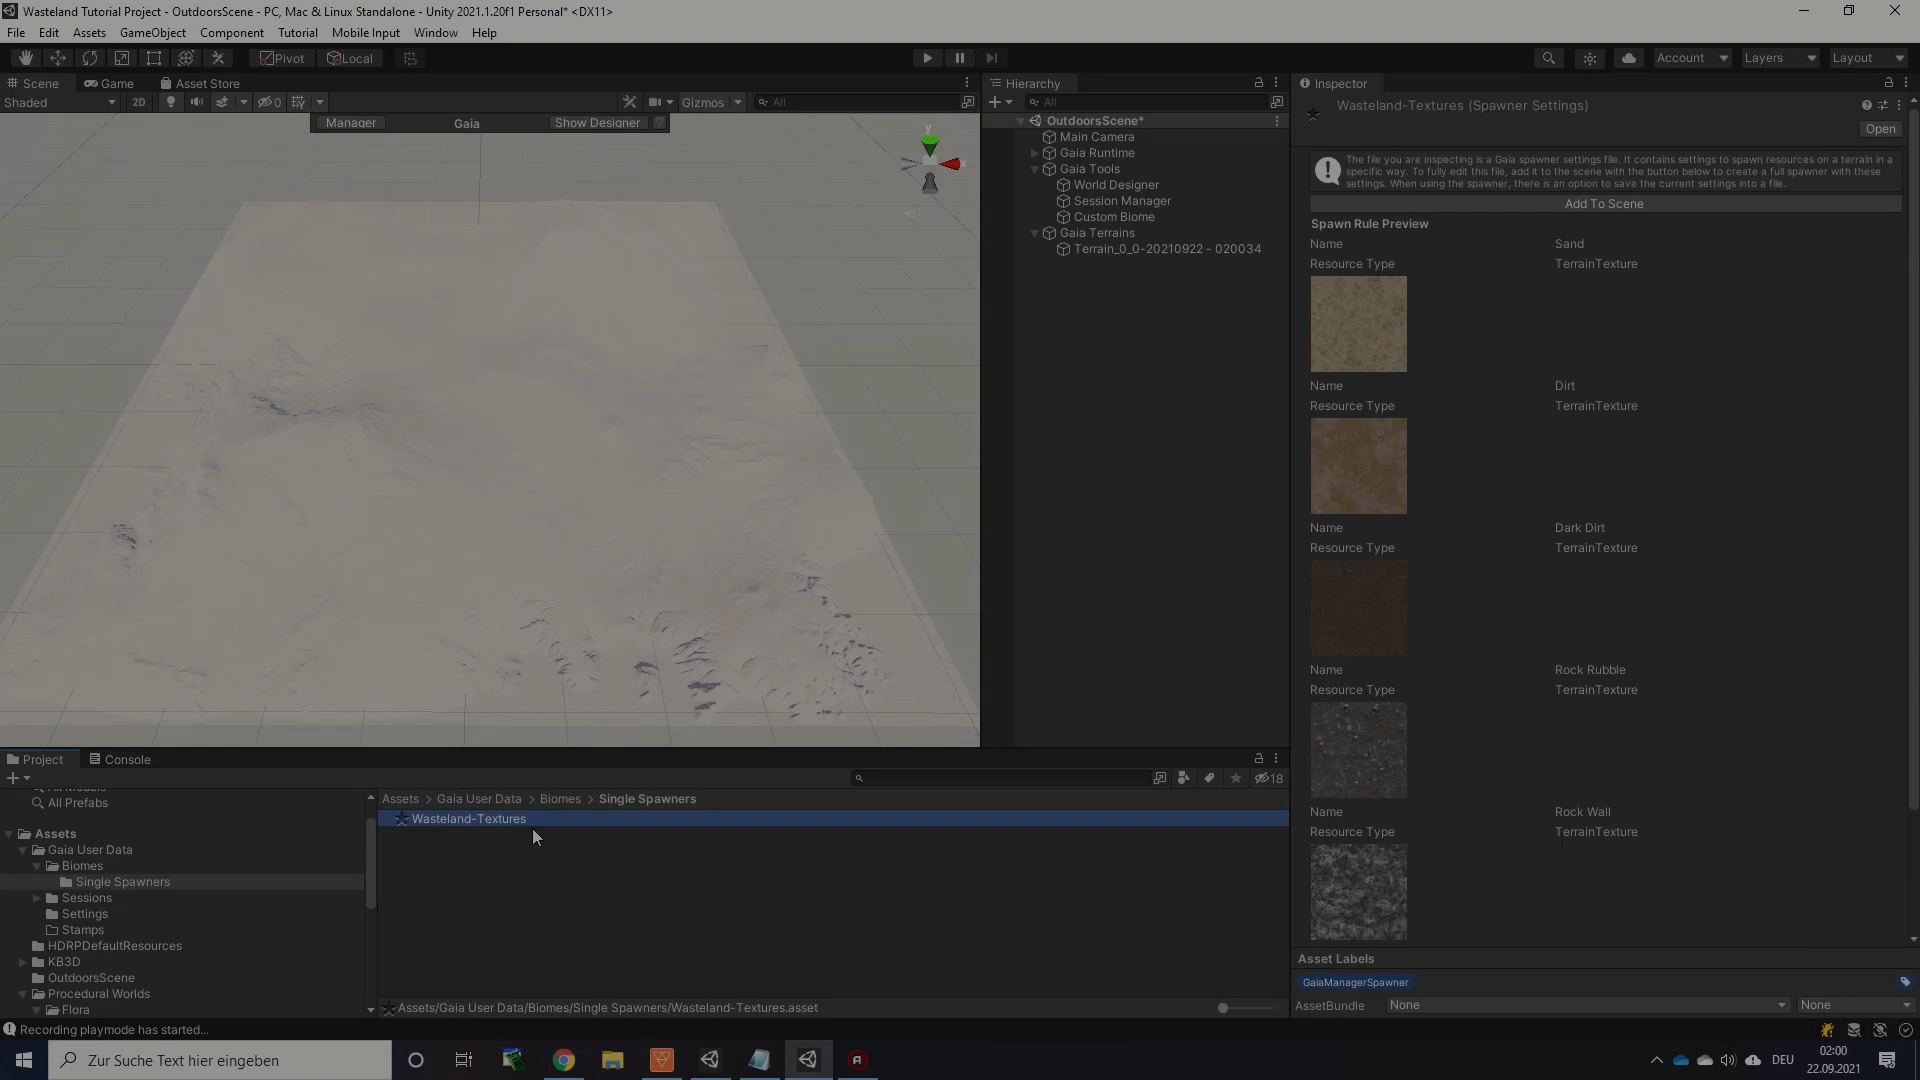 Wasteland Tutorial Project - OutdoorsScene - PC, Mac & Linux Standalone - Unity 2021.1.20f1 Personal* <DX11>
File Edit Assets GameObject Component Tutorial Mobile Input Window Help
Pivot Local Account Layers Layout
Scene Game Asset Store
Shaded 2D 0 Gizmos All
Manager Gaia Show Designer ?
y
x
Hierarchy
All
OutdoorsScene*
Main Camera
Gaia Runtime
Gaia Tools
World Designer
Session Manager
Custom Biome
Gaia Terrains
Terrain_0_0-20210922 - 020034
Inspector
Wasteland-Textures (Spawner Settings)
Open
The file you are inspecting is a Gaia spawner settings file. It contains settings to spawn resources on a terrain in a
specific way. To fully edit this file, add it to the scene with the button below to create a full spawner with these
settings. When using the spawner, there is an option to save the current settings into a file.
Add To Scene
Spawn Rule Preview
Name Sand
Resource Type TerrainTexture
Name Dirt
Resource Type TerrainTexture
Name Dark Dirt
Resource Type TerrainTexture
Name Rock Rubble
Resource Type TerrainTexture
Name Rock Wall
Resource Type TerrainTexture
Asset Labels
GaiaManagerSpawner
AssetBundle None None
Project Console
18
All Prefabs
Assets
Gaia User Data
Biomes
Single Spawners
Sessions
Settings
Stamps
HDRPDefaultResources
KB3D
OutdoorsScene
Procedural Worlds
Flora
Assets > Gaia User Data > Biomes > Single Spawners
Wasteland-Textures
Assets/Gaia User Data/Biomes/Single Spawners/Wasteland-Textures.asset
Recording playmode has started...
Zur Suche Text hier eingeben
DEU
02:00
22.09.2021